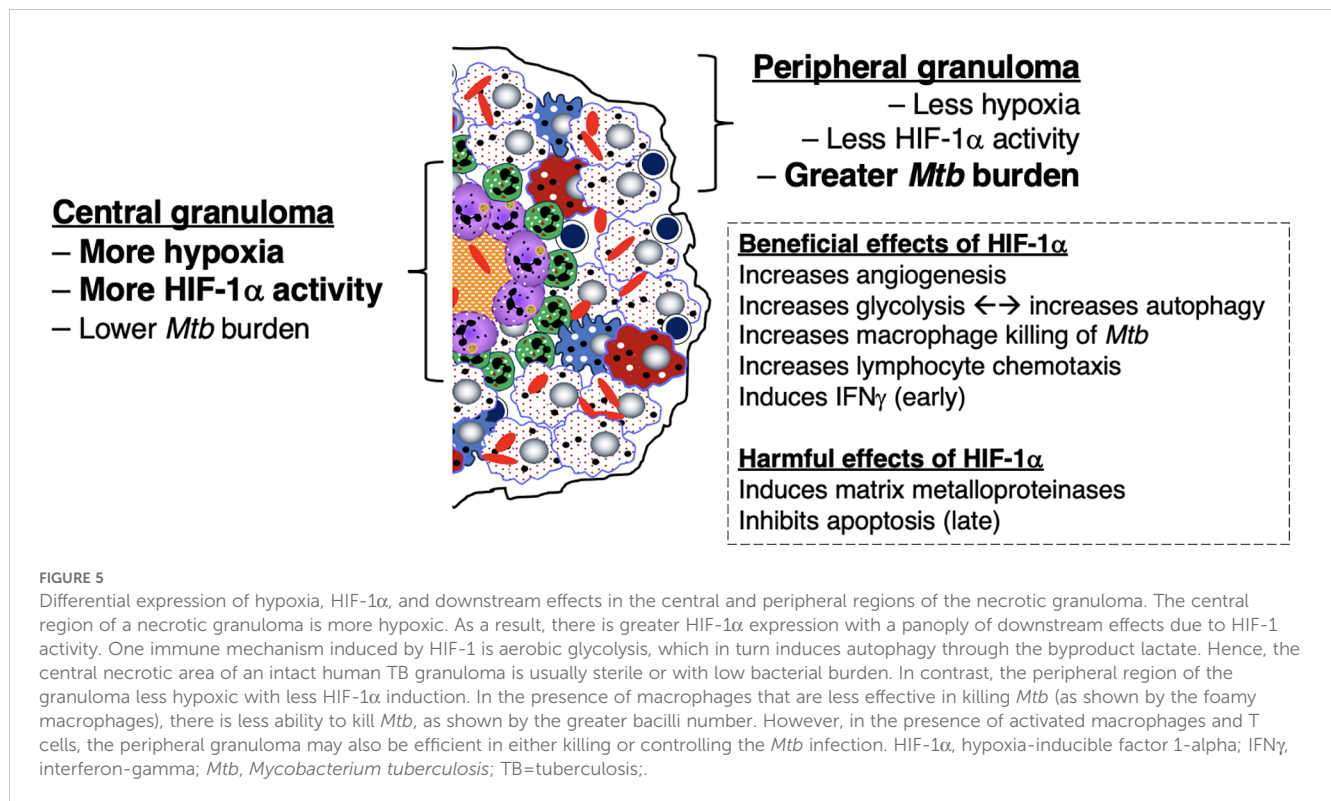 Central granuloma
– More hypoxia
– More HIF-1α activity
– Lower Mtb burden
Peripheral granuloma
– Less hypoxia
– Less HIF-1α activity
– Greater Mtb burden
Beneficial effects of HIF-1α
Increases angiogenesis
Increases glycolysis ←→ increases autophagy
Increases macrophage killing of Mtb
Increases lymphocyte chemotaxis
Induces IFNγ (early)
Harmful effects of HIF-1α
Induces matrix metalloproteinases
Inhibits apoptosis (late)
FIGURE 5
Differential expression of hypoxia, HIF-1α, and downstream effects in the central and peripheral regions of the necrotic granuloma. The central
region of a necrotic granuloma is more hypoxic. As a result, there is greater HIF-1α expression with a panoply of downstream effects due to HIF-1
activity. One immune mechanism induced by HIF-1 is aerobic glycolysis, which in turn induces autophagy through the byproduct lactate. Hence, the
central necrotic area of an intact human TB granuloma is usually sterile or with low bacterial burden. In contrast, the peripheral region of the
granuloma less hypoxic with less HIF-1α induction. In the presence of macrophages that are less effective in killing Mtb (as shown by the foamy
macrophages), there is less ability to kill Mtb, as shown by the greater bacilli number. However, in the presence of activated macrophages and T
cells, the peripheral granuloma may also be efficient in either killing or controlling the Mtb infection. HIF-1α, hypoxia-inducible factor 1-alpha; IFNγ,
interferon-gamma; Mtb, Mycobacterium tuberculosis; TB=tuberculosis;.